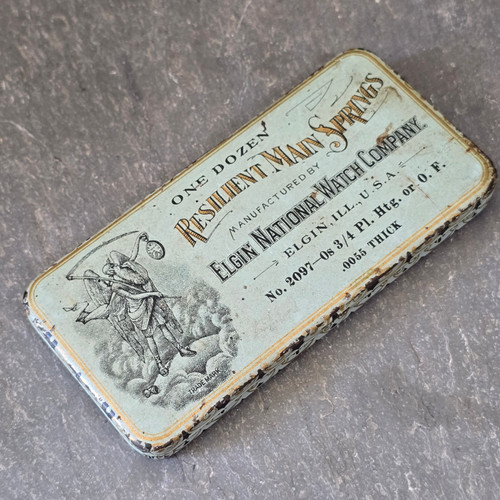 ONE DOZEN
RESILIENT MAIN SPRINGS
MANUFACTURED BY
ELGIN NATIONAL WATCH COMPANY.
ELGIN, ILL., U.S.A.
No. 2097–0s 3/4 Pl. Htg. or O. F.
.0055 THICK
TRADE MARK